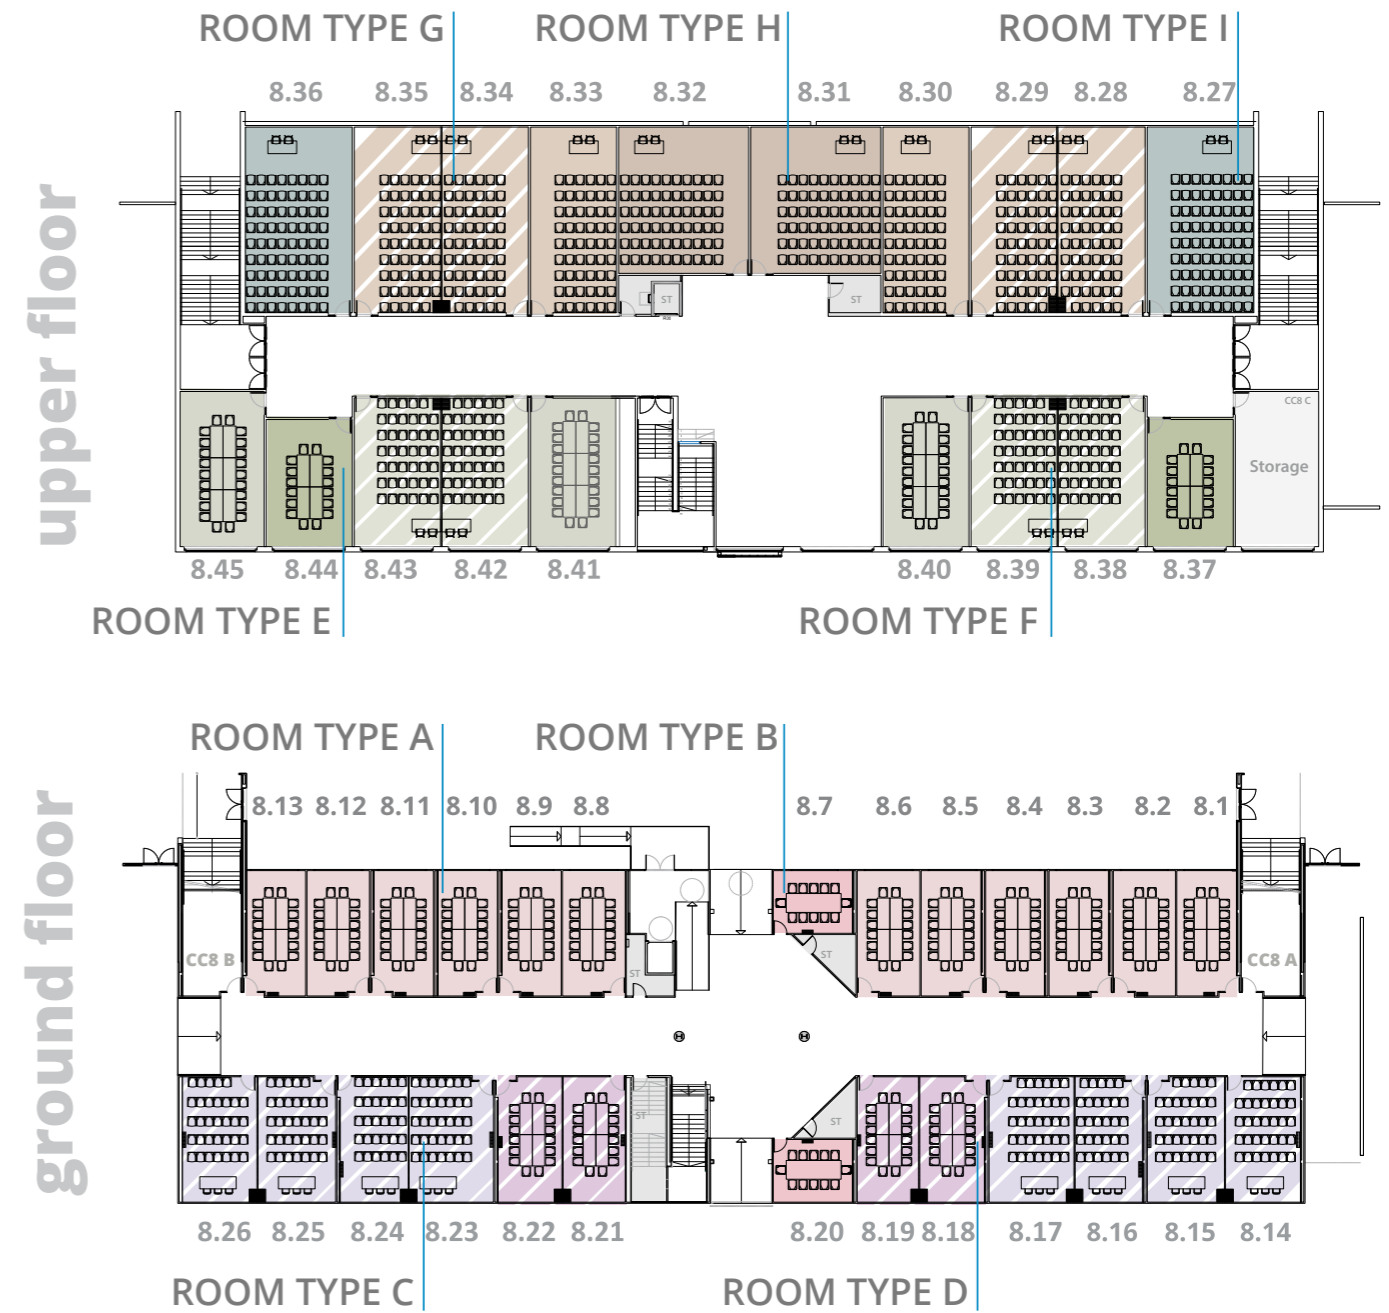 ROOM TYPE G ROOM TYPE H ROOM TYPE I
8.36 8.35 8.34 8.33 8.32 8.31 8.30 8.29 8.28 8.27
upper floor
ST ST
CC8 C
Storage
8.45 8.44 8.43 8.42 8.41 8.40 8.39 8.38 8.37
ROOM TYPE E ROOM TYPE F
ROOM TYPE A ROOM TYPE B
8.13 8.12 8.11 8.10 8.9 8.8 8.7 8.6 8.5 8.4 8.3 8.2 8.1
ground floor
CC8 B ST ST CC8 A
ST ST
8.26 8.25 8.24 8.23 8.22 8.21 8.20 8.19 8.18 8.17 8.16 8.15 8.14
ROOM TYPE C ROOM TYPE D